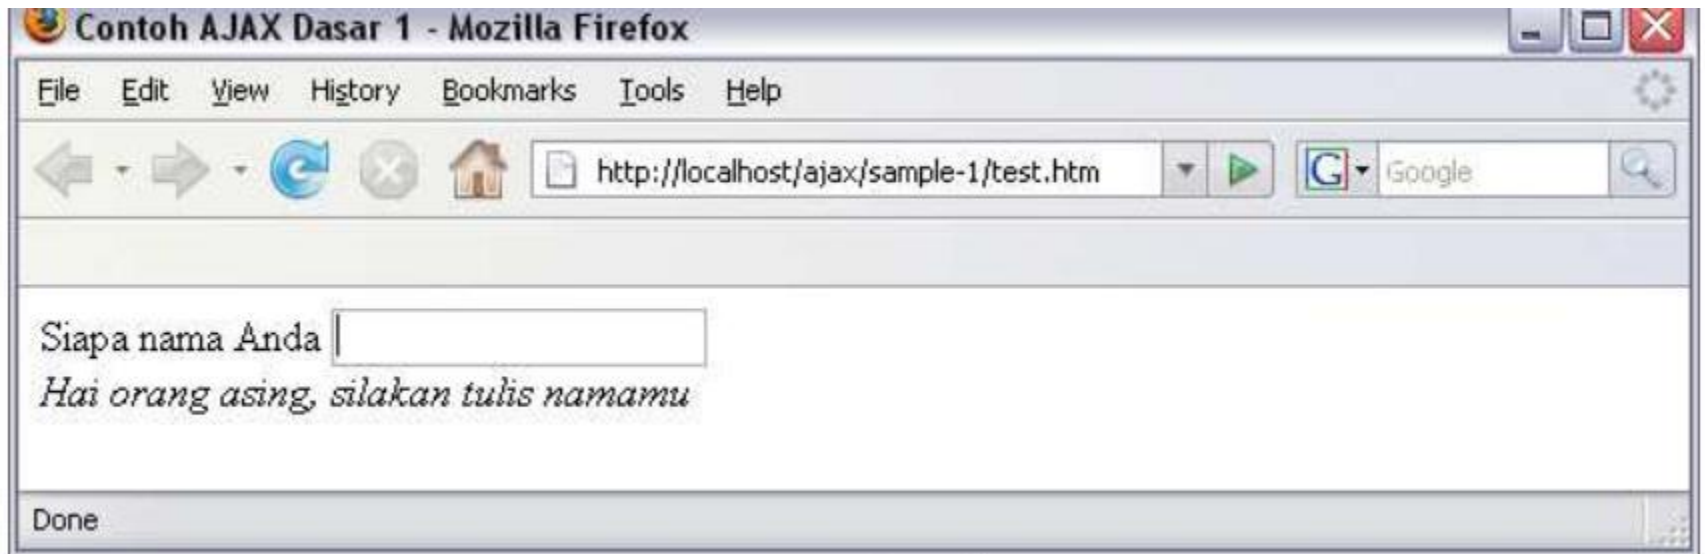 Contoh AJAX Dasar 1 - Mozilla Firefox
File Edit View History Bookmarks Tools Help
http://localhost/ajax/sample-1/test.htm G Google
Siapa nama Anda
Hai orang asing, silakan tulis namamu
Done